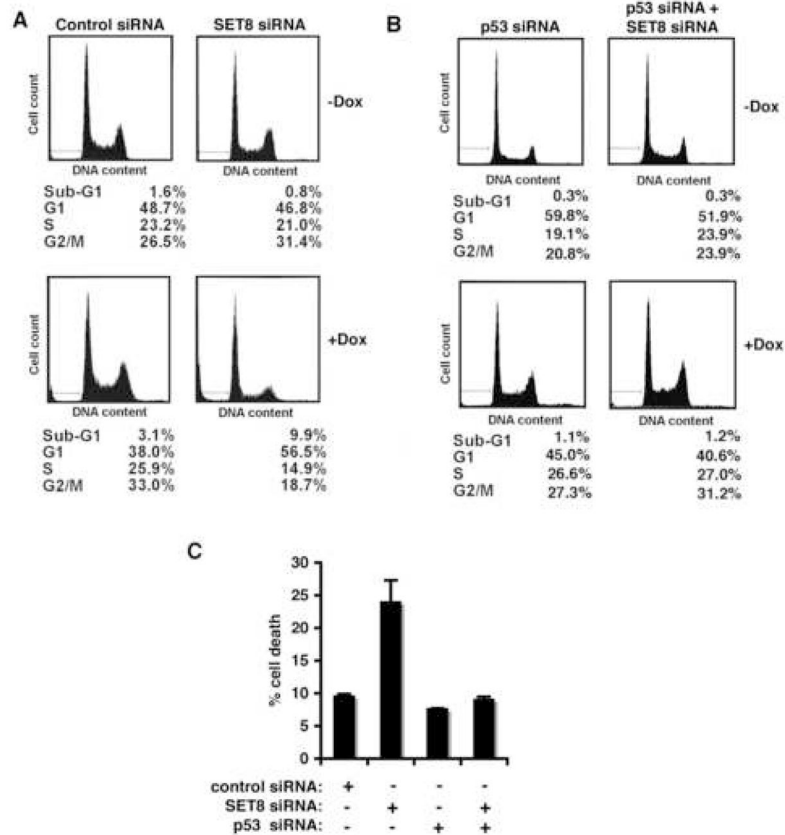 A
Control siRNA SET8 siRNA
Cell count
-Dox
DNA content DNA content
Sub-G1 1.6% 0.8%
G1 48.7% 46.8%
S 23.2% 21.0%
G2/M 26.5% 31.4%
Cell count
+Dox
DNA content DNA content
Sub-G1 3.1% 9.9%
G1 38.0% 56.5%
S 25.9% 14.9%
G2/M 33.0% 18.7%
B
p53 siRNA p53 siRNA +
SET8 siRNA
Cell count
-Dox
DNA content DNA content
Sub-G1 0.3% 0.3%
G1 59.8% 51.9%
S 19.1% 23.9%
G2/M 20.8% 23.9%
Cell count
+Dox
DNA content DNA content
Sub-G1 1.1% 1.2%
G1 45.0% 40.6%
S 26.6% 27.0%
G2/M 27.3% 31.2%
C
% cell death
30
25
20
15
10
5
0
control siRNA: + - - -
SET8 siRNA: - + - +
p53 siRNA: - - + +